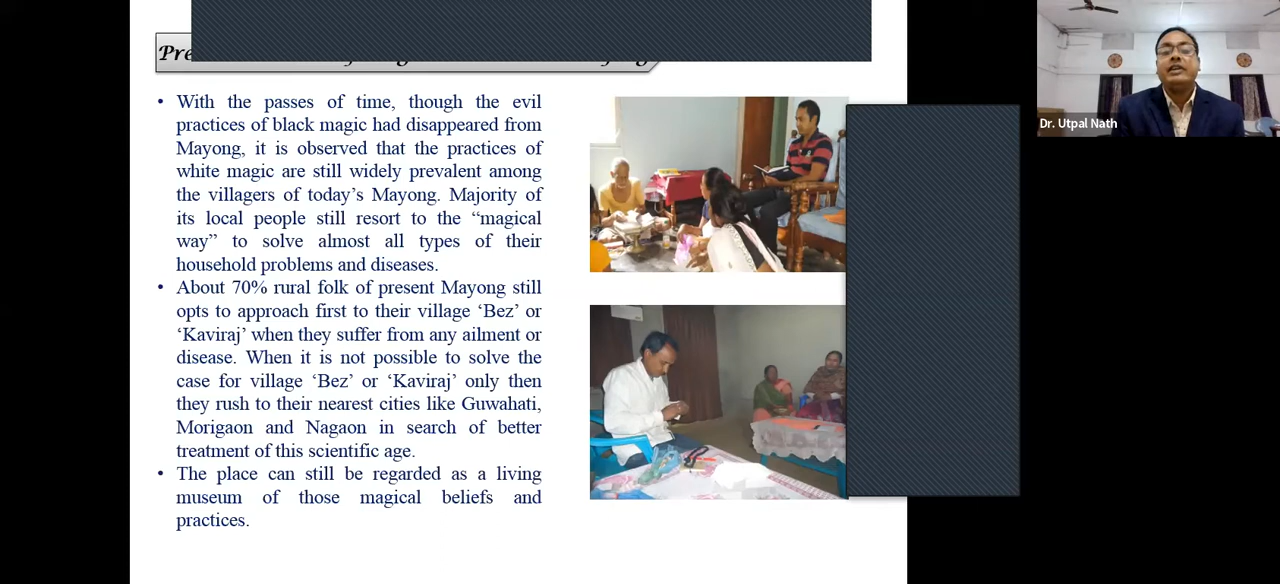 Pre
• With the passes of time, though the evil
practices of black magic had disappeared from
Mayong, it is observed that the practices of
white magic are still widely prevalent among
the villagers of today’s Mayong. Majority of
its local people still resort to the “magical
way” to solve almost all types of their
household problems and diseases.
• About 70% rural folk of present Mayong still
opts to approach first to their village ‘Bez’ or
‘Kaviraj’ when they suffer from any ailment or
disease. When it is not possible to solve the
case for village ‘Bez’ or ‘Kaviraj’ only then
they rush to their nearest cities like Guwahati,
Morigaon and Nagaon in search of better
treatment of this scientific age.
• The place can still be regarded as a living
museum of those magical beliefs and
practices.
Dr. Utpal Nath